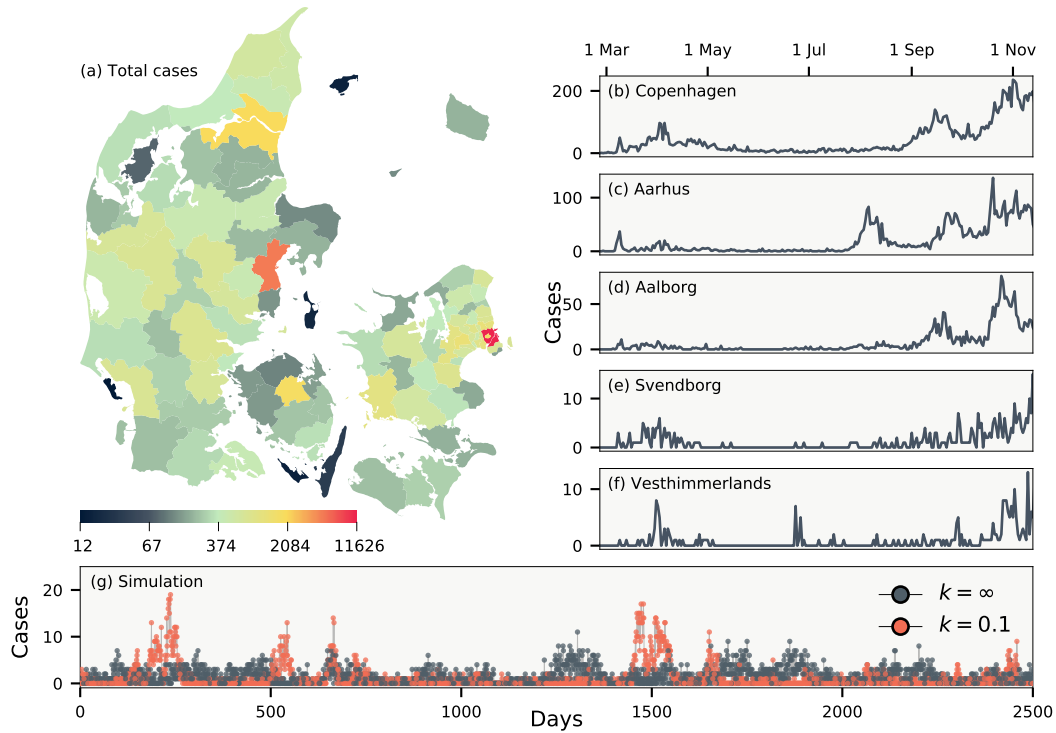 (a) Total cases
12 67 374 2084 11626
1 Mar 1 May 1 Jul 1 Sep 1 Nov
(b) Copenhagen
200
0
(c) Aarhus
100
0
(d) Aalborg
50
0
Cases
(e) Svendborg
10
0
(f) Vesthimmerlands
10
0
(g) Simulation
k = ∞
k = 0.1
20
10
0
Cases
0 500 1000 1500 2000 2500
Days